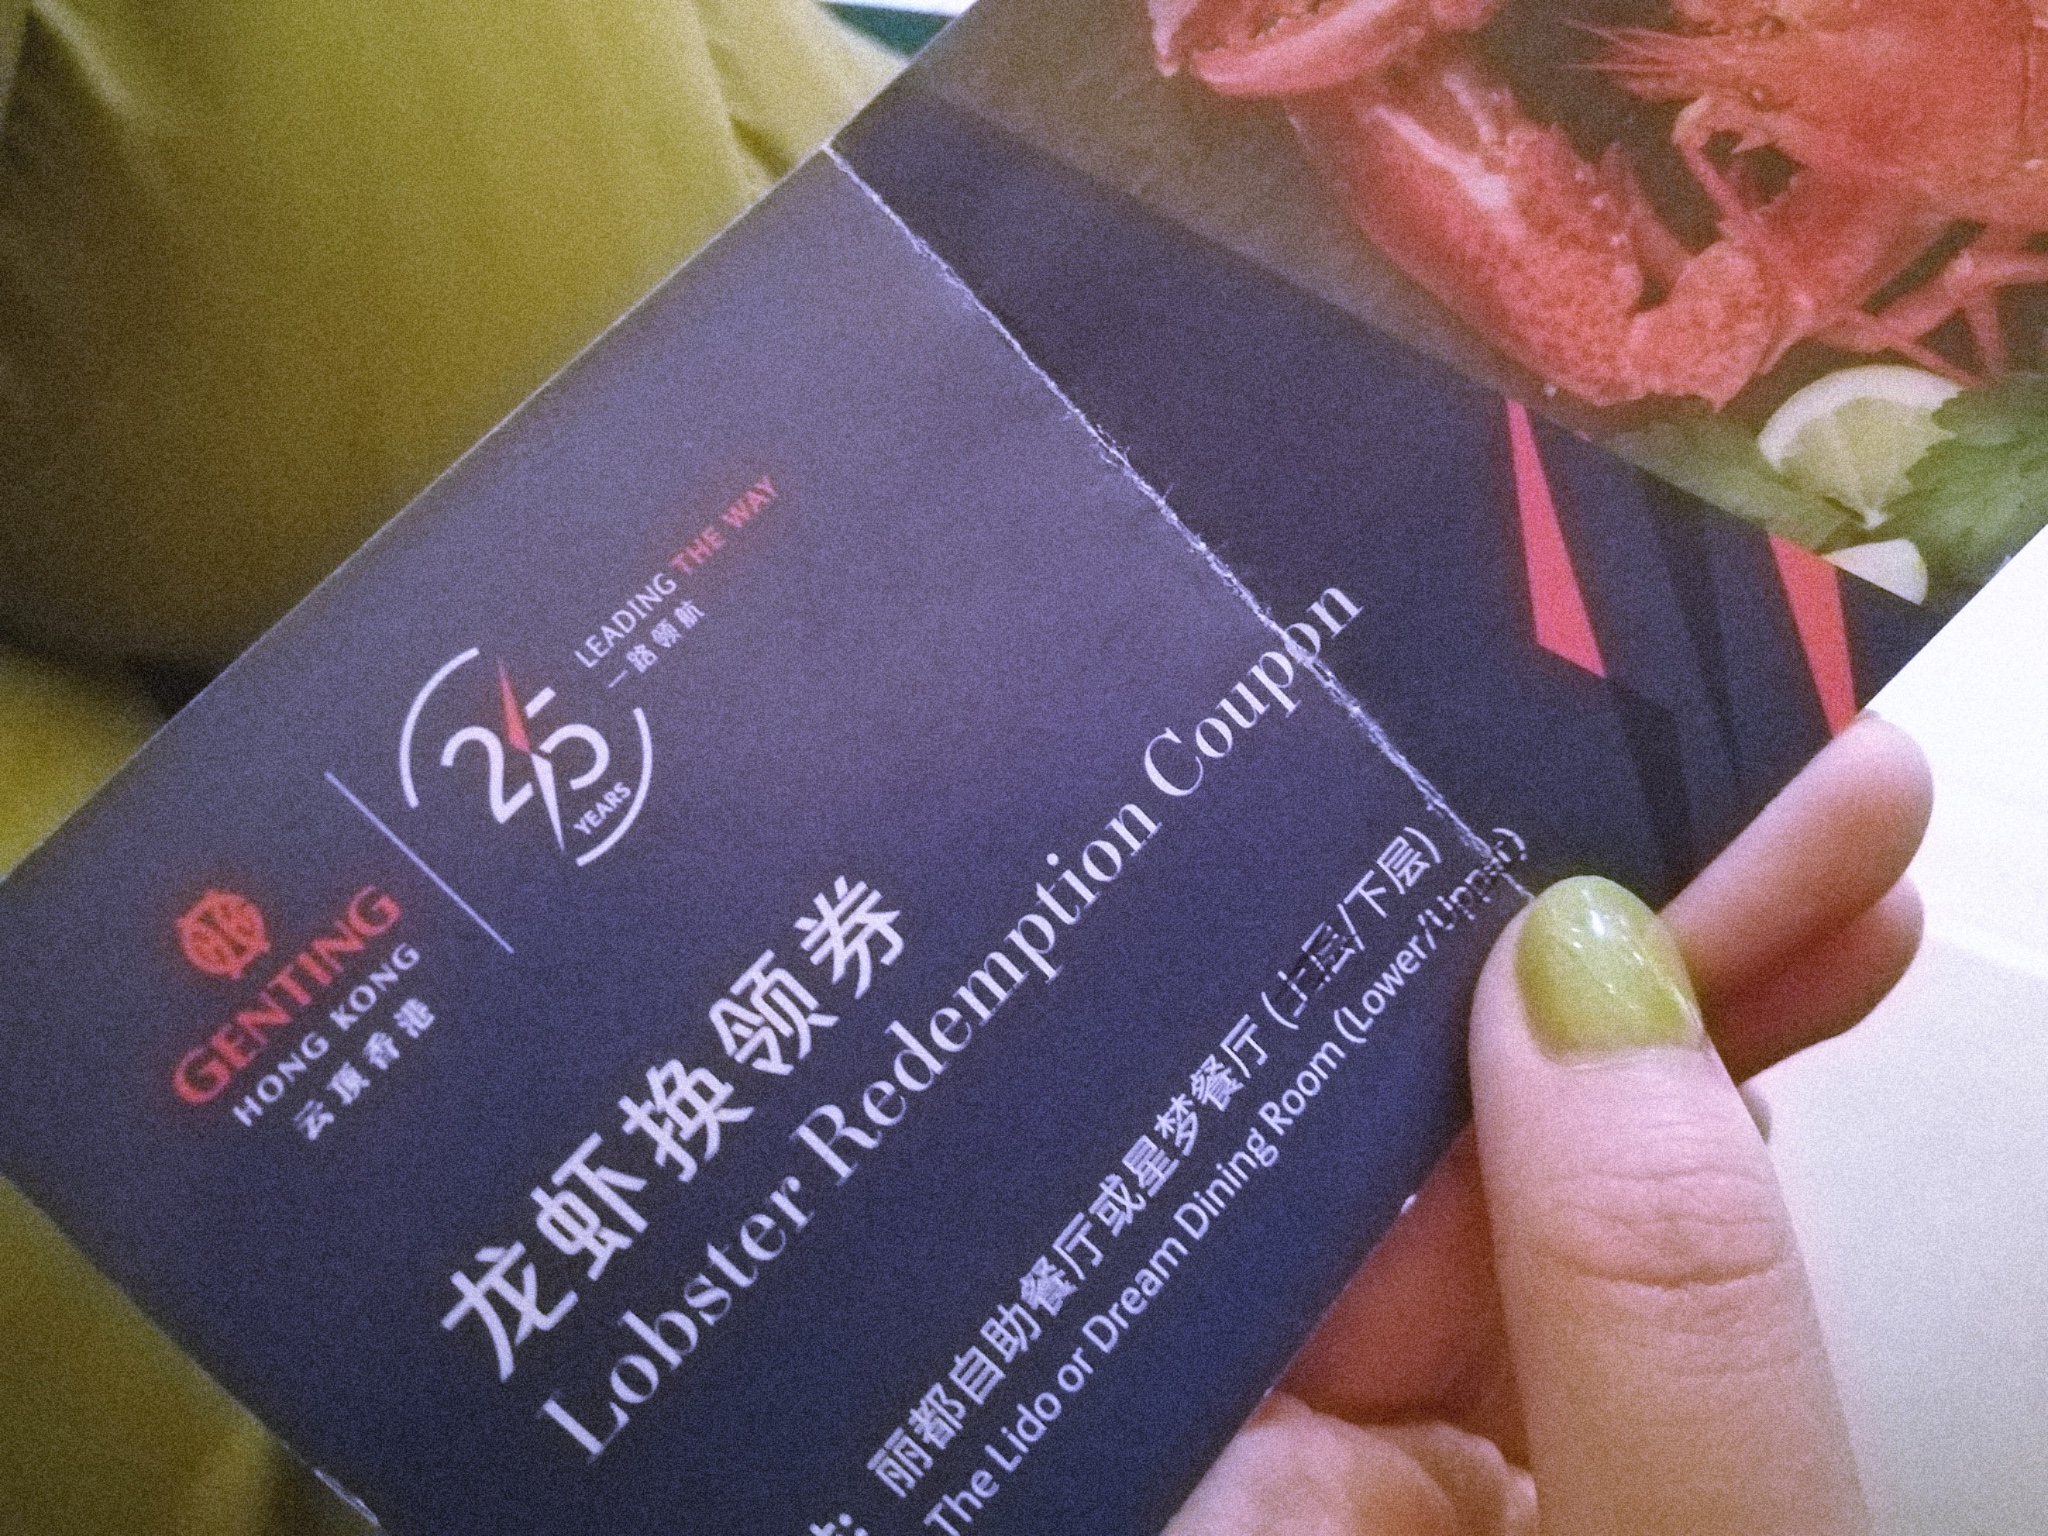 GENTING
HONG KONG
云顶香港
25
YEARS
LEADING THE WAY
一路领航
龙虾换领券
Lobster Redemption Coupon
丽都自助餐厅或星梦餐厅 (上层/下层)
The Lido or Dream Dining Room (Lower/Upper)